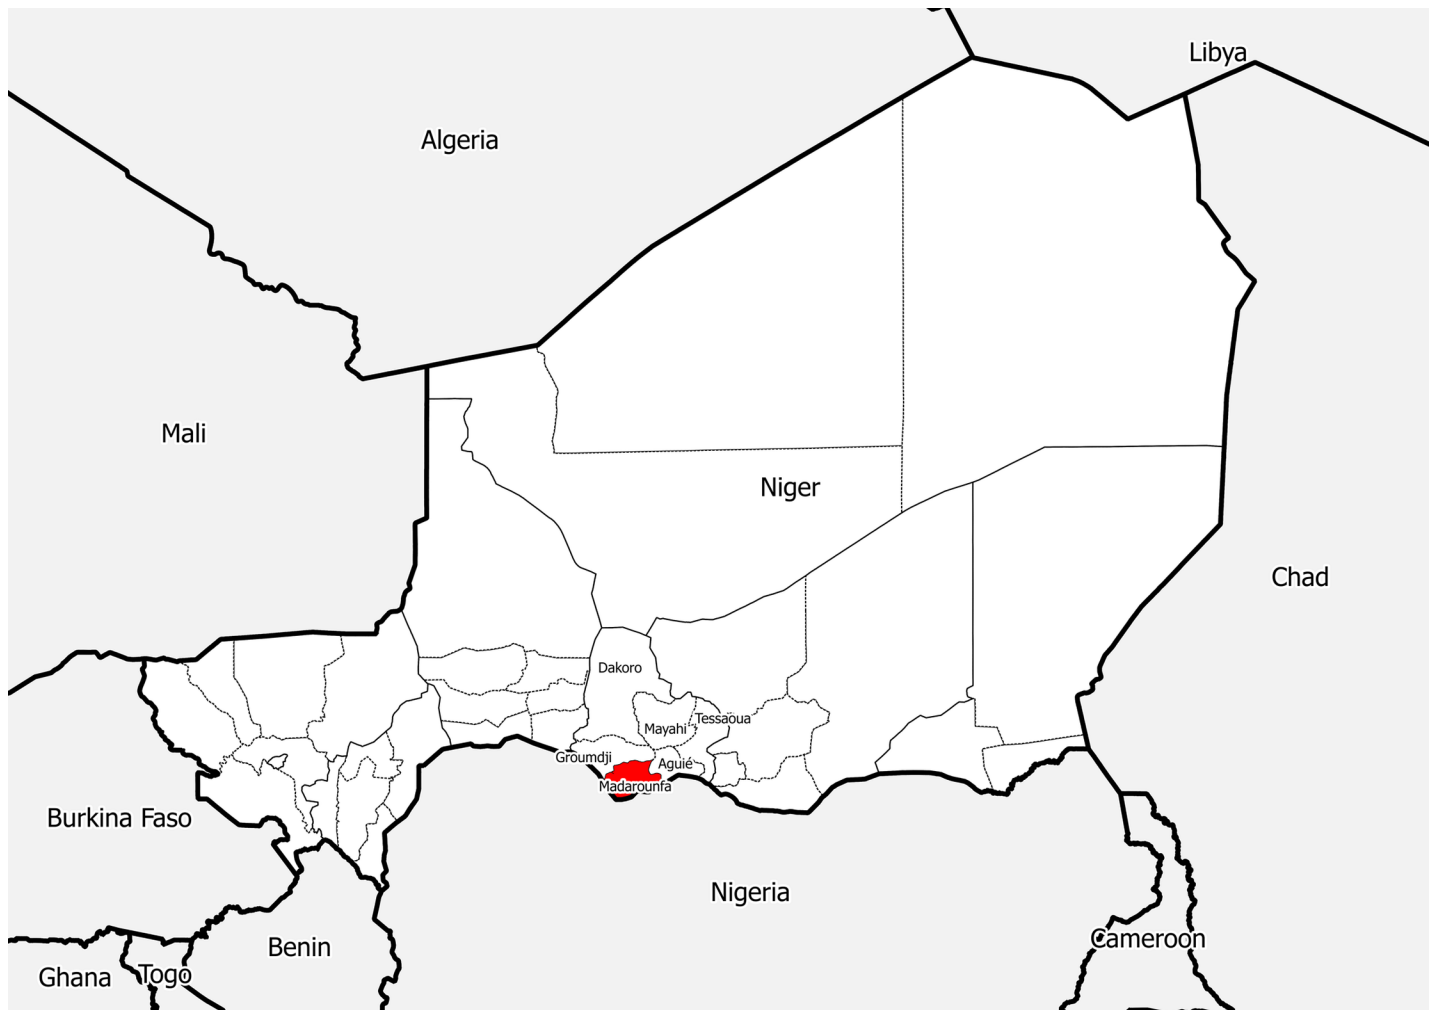 Libya
Algeria
Mali
Niger
Chad
Dakoro
Tessaoua
Mayahi
Groumdji
Aguié
Madarounfa
Burkina Faso
Nigeria
Cameroon
Benin
Ghana
Togo